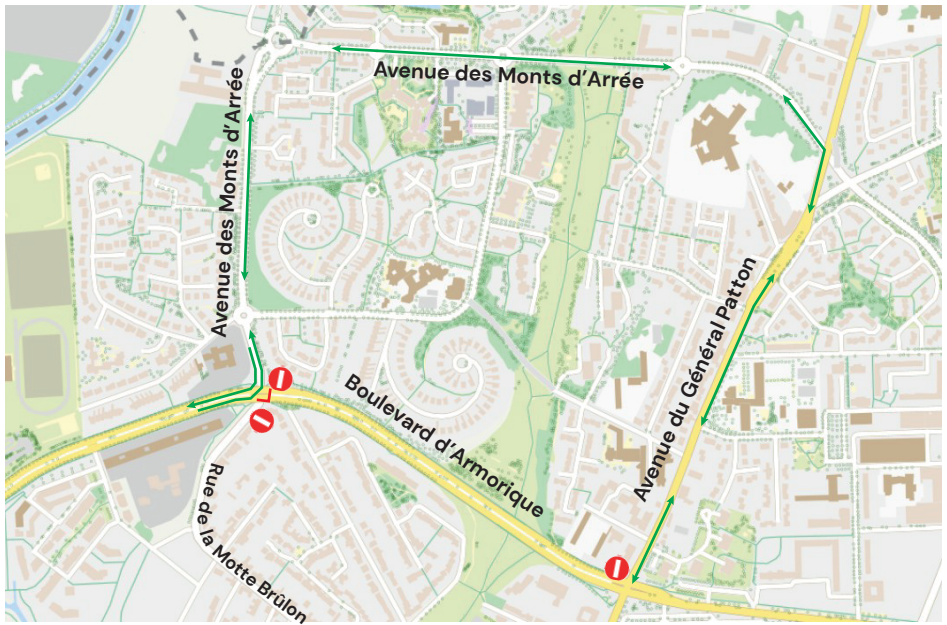 Avenue des Monts d'Arrée
Avenue des Monts d'Arrée
Avenue du Général Patton
Boulevard d'Armorique
Rue de la Motte Brûlon